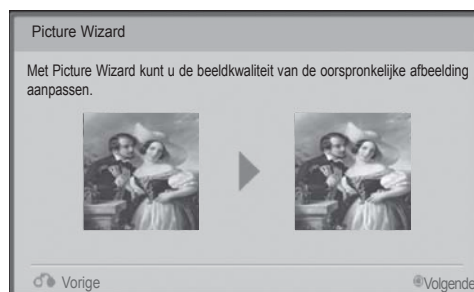 Picture Wizard
Met Picture Wizard kunt u de beeldkwaliteit van de oorspronkelijke afbeelding
aanpassen.
Vorige
Volgende